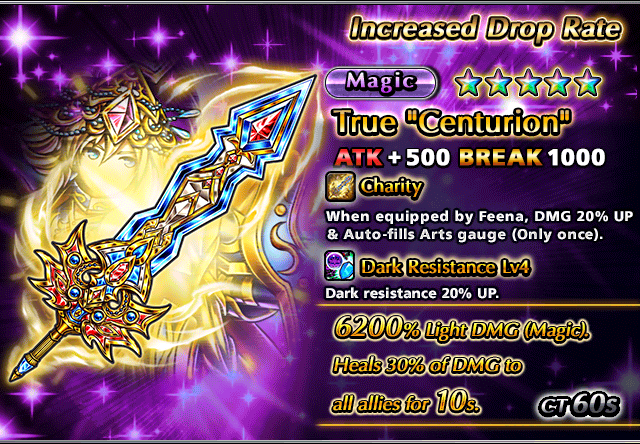 Increased Drop Rate
Magic
True "Centurion"
ATK +500 BREAK 1000
Charity
When equipped by Feena, DMG 20% UP
& Auto-fills Arts gauge (Only once).
Dark Resistance Lv4
Dark resistance 20% UP.
6200% Light DMG (Magic).
Heals 30% of DMG to
all allies for 10s.
CT 60s